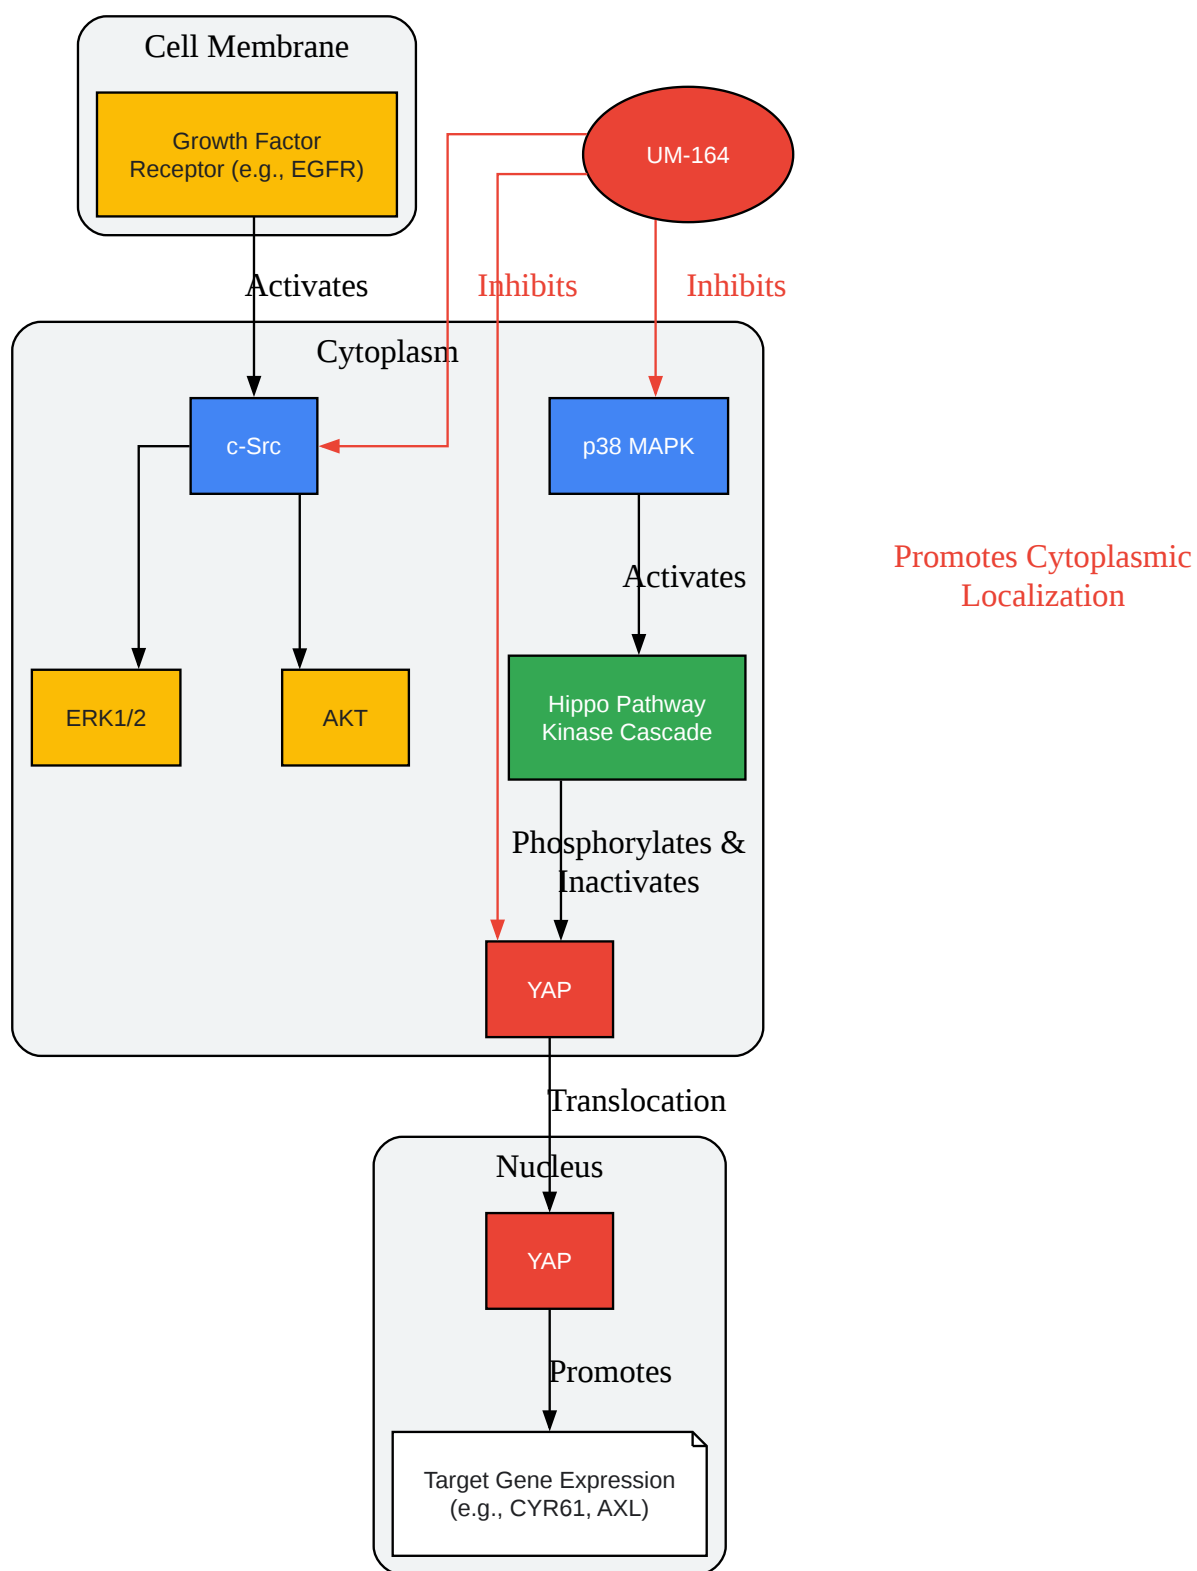 Cell Membrane
Growth Factor
Receptor (e.g., EGFR)
UM-164
Activates
Inhibits
Inhibits
Cytoplasm
c-Src
p38 MAPK
Activates
Promotes Cytoplasmic
Localization
ERK1/2
AKT
Hippo Pathway
Kinase Cascade
Phosphorylates &
Inactivates
YAP
Translocation
Nucleus
YAP
Promotes
Target Gene Expression
(e.g., CYR61, AXL)